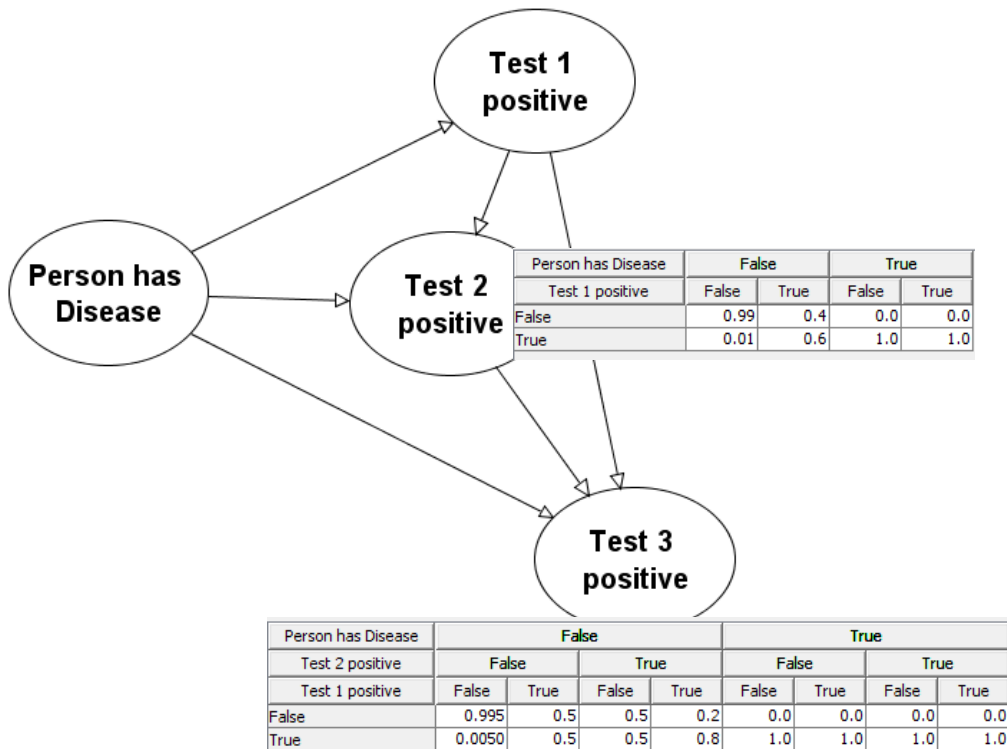 Test 1
positive
Person has
Disease
Test 2
positive
Person has Disease False True
Test 1 positive False True False True
False 0.99 0.4 0.0 0.0
True 0.01 0.6 1.0 1.0
Test 3
positive
Person has Disease False True
Test 2 positive False True False True
Test 1 positive False True False True False True False True
False 0.995 0.5 0.5 0.2 0.0 0.0 0.0 0.0
True 0.0050 0.5 0.5 0.8 1.0 1.0 1.0 1.0